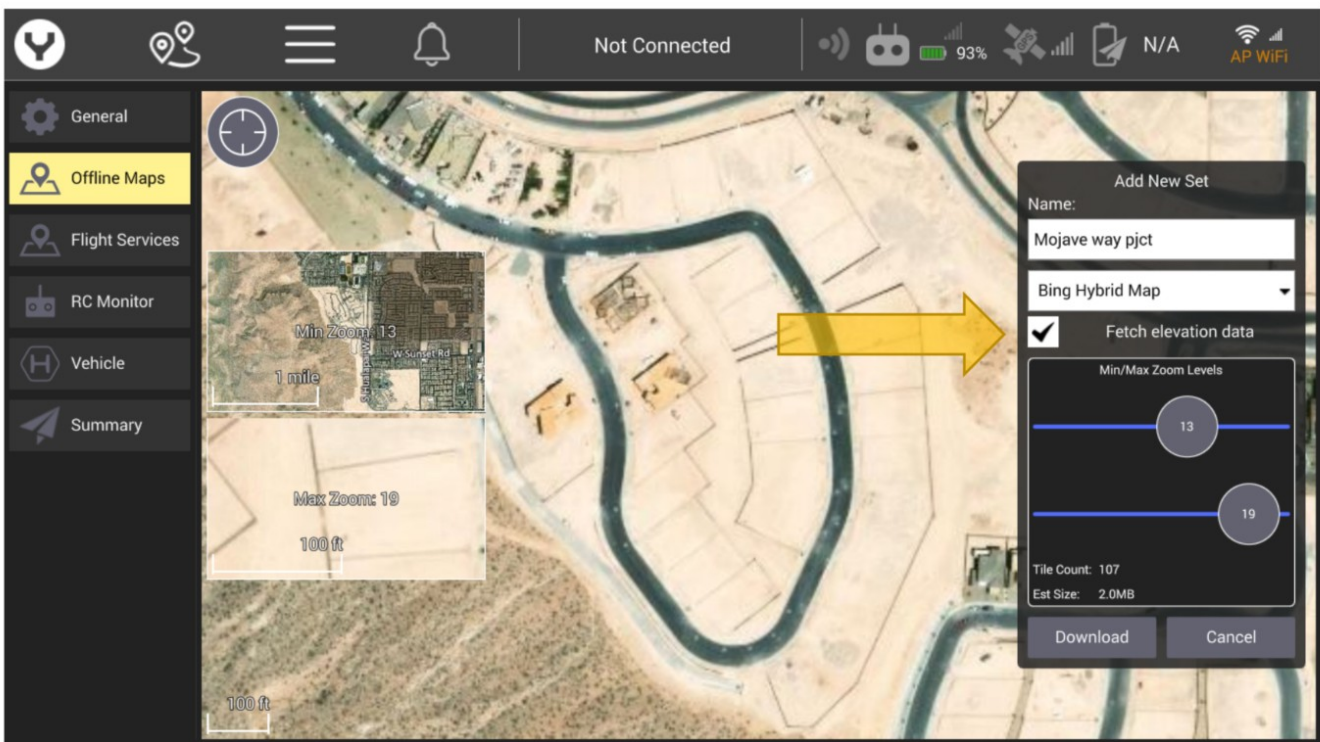 Not Connected
93%
N/A
AP WiFi
General
Offline Maps
Flight Services
RC Monitor
Vehicle
Summary
Min Zoom: 13
W Sunset Rd
1 mile
Max Zoom: 19
100 ft
100 ft
Add New Set
Name:
Mojave way pjct
Bing Hybrid Map
Fetch elevation data
Min/Max Zoom Levels
13
19
Tile Count: 107
Est Size: 2.0MB
Download Cancel